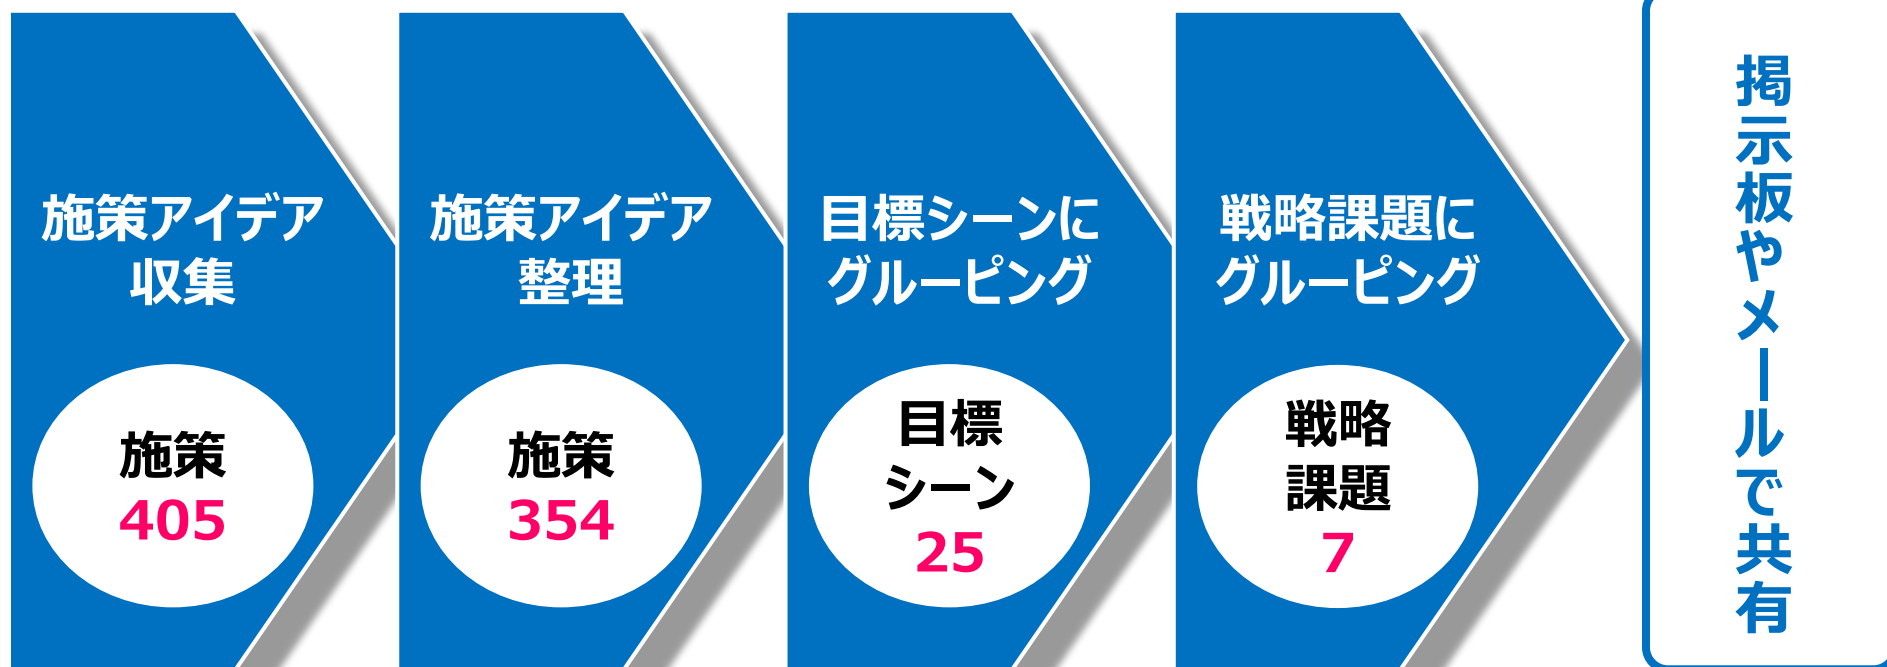 施策アイデア
収集
施策
405
施策アイデア
整理
施策
354
目標シーンに
グルーピング
目標
シーン
25
戦略課題に
グルーピング
戦略
課題
7
掲示板やメールで共有